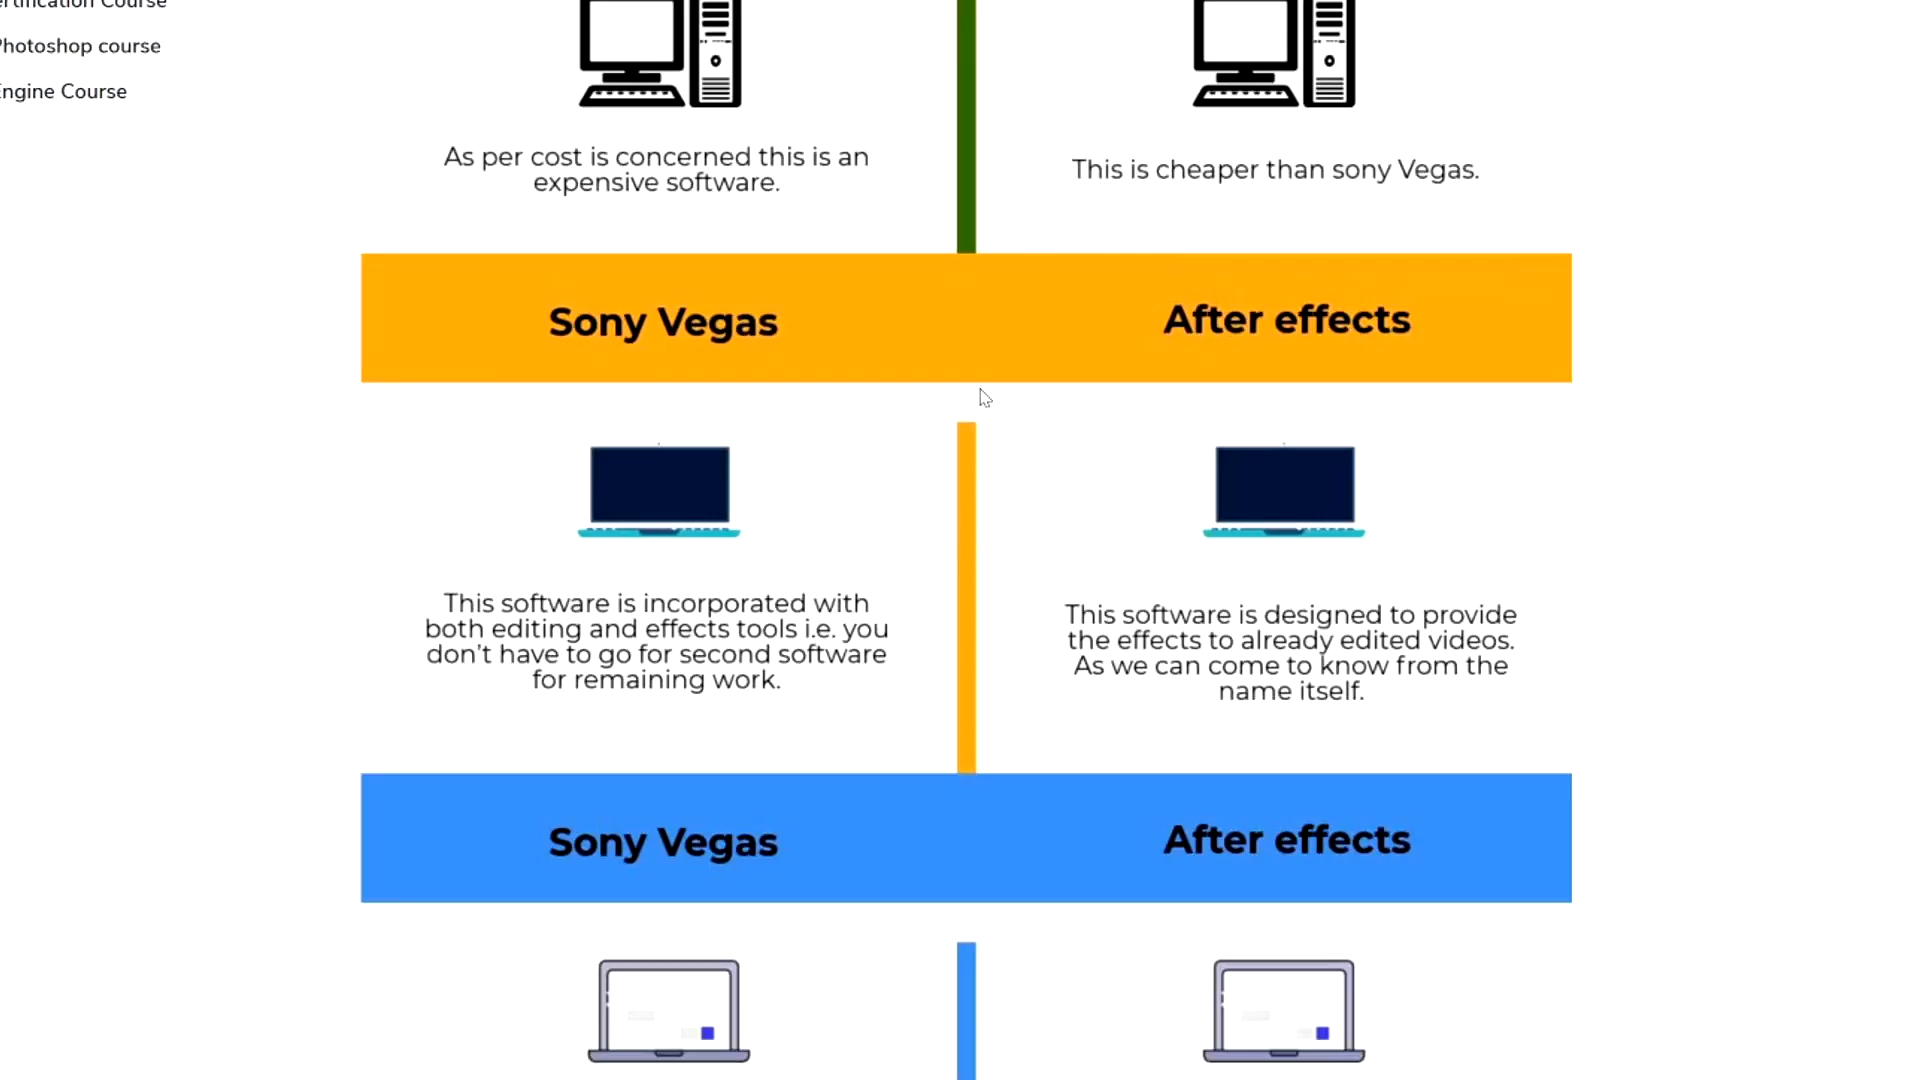 Photoshop course
Engine Course
As per cost is concerned this is an
expensive software.
This is cheaper than sony Vegas.
Sony Vegas
After effects
This software is incorporated with
both editing and effects tools i.e. you
don't have to go for second software
for remaining work.
This software is designed to provide
the effects to already edited videos.
As we can come to know from the
name itself.
Sony Vegas
After effects